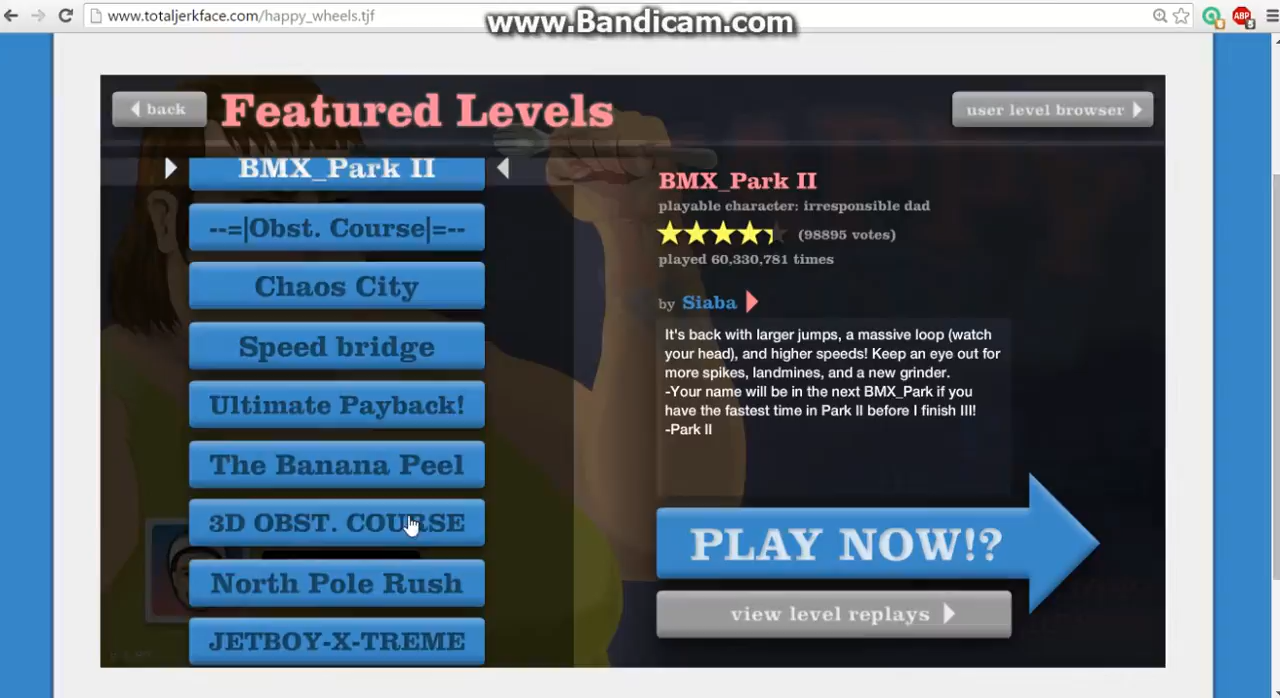 www.totaljerkface.com/happy_wheels.tjf
www.Bandicam.com
ABP
back
Featured Levels
user level browser
BMX_Park II
--=|Obst. Course|=--
Chaos City
Speed bridge
Ultimate Payback!
The Banana Peel
3D OBST. COURSE
North Pole Rush
JETBOY-X-TREME
BMX_Park II
playable character: irresponsible dad
(98895 votes)
played 60,330,781 times
by Siaba
It's back with larger jumps, a massive loop (watch
your head), and higher speeds! Keep an eye out for
more spikes, landmines, and a new grinder.
-Your name will be in the next BMX_Park if you
have the fastest time in Park II before I finish III!
-Park II
PLAY NOW!?
view level replays